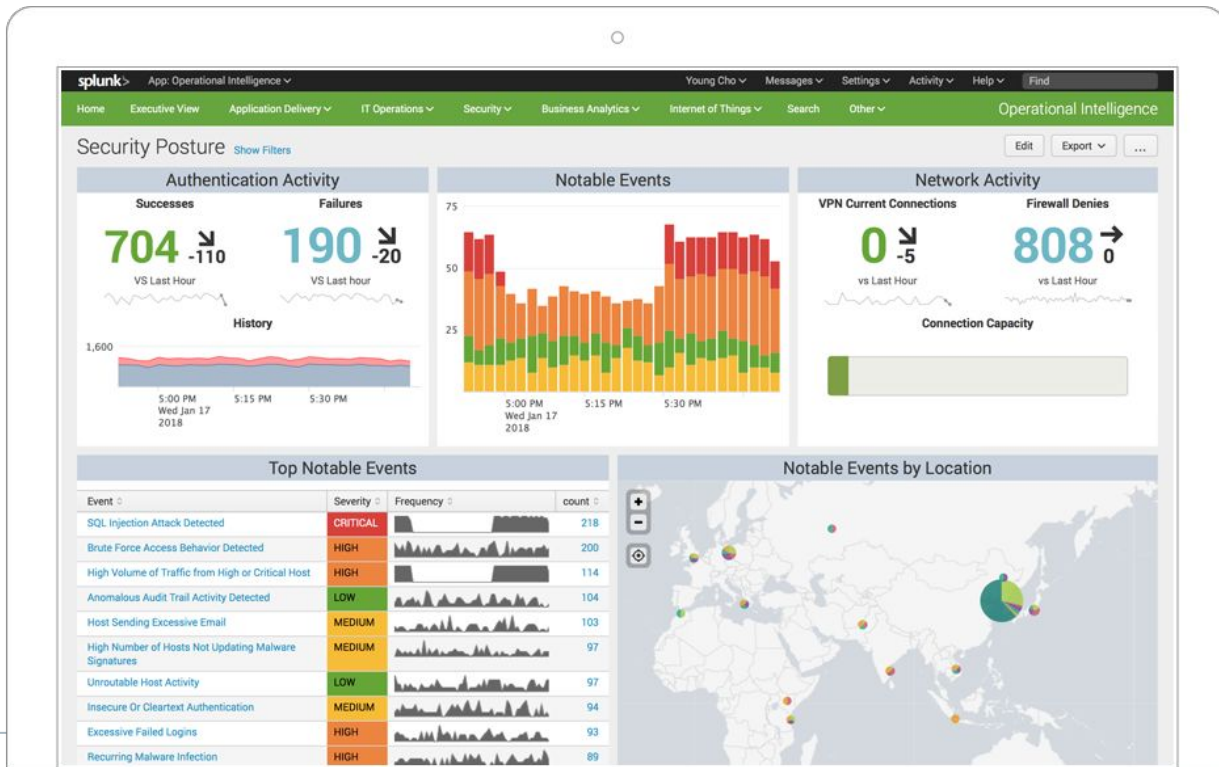 splunk> App: Operational Intelligence Young Cho Messages Settings Activity Help Find
Home Executive View Application Delivery IT Operations Security Business Analytics Internet of Things Search Other Operational Intelligence
Security Posture Show Filters Edit Export ...
Authentication Activity
Successes Failures
704 -110 190 -20
VS Last Hour VS Last hour
History
1,600
5:00 PM 5:15 PM 5:30 PM
Wed Jan 17
2018
Notable Events
75
50
25
5:00 PM 5:15 PM 5:30 PM
Wed Jan 17
2018
Network Activity
VPN Current Connections Firewall Denies
0 -5 808 0
vs Last Hour vs Last Hour
Connection Capacity
Top Notable Events
Event Severity Frequency count
SQL Injection Attack Detected CRITICAL 218
Brute Force Access Behavior Detected HIGH 200
High Volume of Traffic from High or Critical Host HIGH 114
Anomalous Audit Trail Activity Detected LOW 104
Host Sending Excessive Email MEDIUM 103
High Number of Hosts Not Updating Malware MEDIUM 97
Signatures
Unroutable Host Activity LOW 97
Insecure Or Cleartext Authentication MEDIUM 94
Excessive Failed Logins HIGH 93
Recurring Malware Infection HIGH 89
Notable Events by Location
+
-